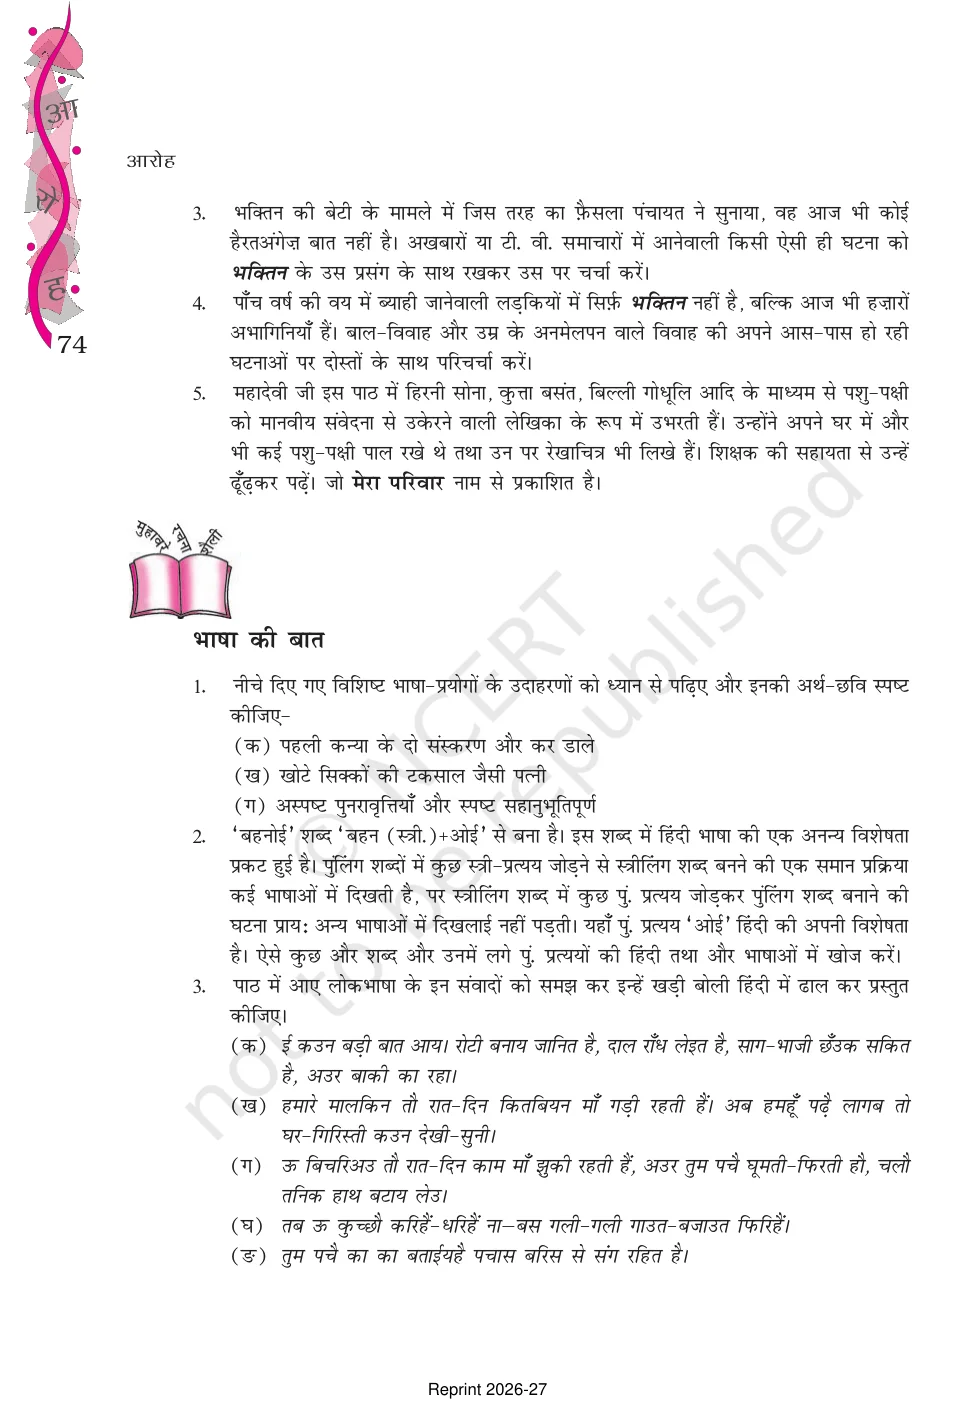 आ
रो
ह
74
आरोह
3. भक्तिन की बेटी के मामले में जिस तरह का फ़ैसला पंचायत ने सुनाया, वह आज भी कोई
हैरतअंगेज़ बात नहीं है। अखबारों या टी. वी. समाचारों में आनेवाली किसी ऐसी ही घटना को
भक्तिन के उस प्रसंग के साथ रखकर उस पर चर्चा करें।
4. पाँच वर्ष की वय में ब्याही जानेवाली लड़कियों में सिर्फ़ भक्तिन नहीं है, बल्कि आज भी हज़ारों
अभागिनियाँ हैं। बाल-विवाह और उम्र के अनमेलपन वाले विवाह की अपने आस-पास हो रही
घटनाओं पर दोस्तों के साथ परिचर्चा करें।
5. महादेवी जी इस पाठ में हिरनी सोना, कुत्ता बसंत, बिल्ली गोधूलि आदि के माध्यम से पशु-पक्षी
को मानवीय संवेदना से उकेरने वाली लेखिका के रूप में उभरती हैं। उन्होंने अपने घर में और
भी कई पशु-पक्षी पाल रखे थे तथा उन पर रेखाचित्र भी लिखे हैं। शिक्षक की सहायता से उन्हें
ढूँढ़कर पढ़ें। जो मेरा परिवार नाम से प्रकाशित है।
मुहावरे रचना शैली
भाषा की बात
1. नीचे दिए गए विशिष्ट भाषा-प्रयोगों के उदाहरणों को ध्यान से पढ़िए और इनकी अर्थ-छवि स्पष्ट
कीजिए-
(क) पहली कन्या के दो संस्करण और कर डाले
(ख) खोटे सिक्कों की टकसाल जैसी पत्नी
(ग) अस्पष्ट पुनरावृत्तियाँ और स्पष्ट सहानुभूतिपूर्ण
2. ‘बहनोई’ शब्द ‘बहन (स्त्री.)+ओई’ से बना है। इस शब्द में हिंदी भाषा की एक अनन्य विशेषता
प्रकट हुई है। पुंलिंग शब्दों में कुछ स्त्री-प्रत्यय जोड़ने से स्त्रीलिंग शब्द बनने की एक समान प्रक्रिया
कई भाषाओं में दिखती है, पर स्त्रीलिंग शब्द में कुछ पुं. प्रत्यय जोड़कर पुंलिंग शब्द बनाने की
घटना प्राय: अन्य भाषाओं में दिखलाई नहीं पड़ती। यहाँ पुं. प्रत्यय ‘ओई’ हिंदी की अपनी विशेषता
है। ऐसे कुछ और शब्द और उनमें लगे पुं. प्रत्ययों की हिंदी तथा और भाषाओं में खोज करें।
3. पाठ में आए लोकभाषा के इन संवादों को समझ कर इन्हें खड़ी बोली हिंदी में ढाल कर प्रस्तुत
कीजिए।
(क) ई कउन बड़ी बात आय। रोटी बनाय जानित है, दाल राँध लेइत है, साग-भाजी छँउक सकित
है, अउर बाकी का रहा।
(ख) हमारे मालकिन तौ रात-दिन कितबियन माँ गड़ी रहती हैं। अब हमहूँ पढ़ै लागब तो
घर-गिरिस्ती कउन देखी-सुनी।
(ग) ऊ बिचरिअउ तौ रात-दिन काम माँ झुकी रहती हैं, अउर तुम पचै घूमती-फिरती हौ, चलौ
तनिक हाथ बटाय लेउ।
(घ) तब ऊ कुच्छौ करिहैं-धरिहैं ना–बस गली-गली गाउत-बजाउत फिरिहैं।
(ङ) तुम पचै का का बताईयहै पचास बरिस से संग रहित है।
© NCERT
not to be republished
Reprint 2026-27